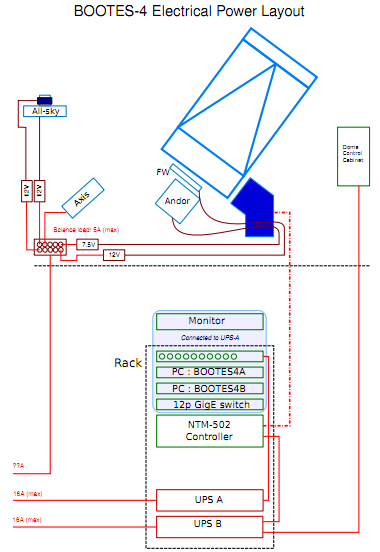 BOOTES-4 Electrical Power Layout
All-sky
Dome
Control
Cabinet
FW
12V
12V
Axis
Andor
Science load: 5A (max)
7.5V
12V
Monitor
Connected to UPS-A
Rack
PC : BOOTES4A
PC : BOOTES4B
12p GigE switch
NTM-502
Controller
??A
16A (max)
UPS A
16A (max)
UPS B